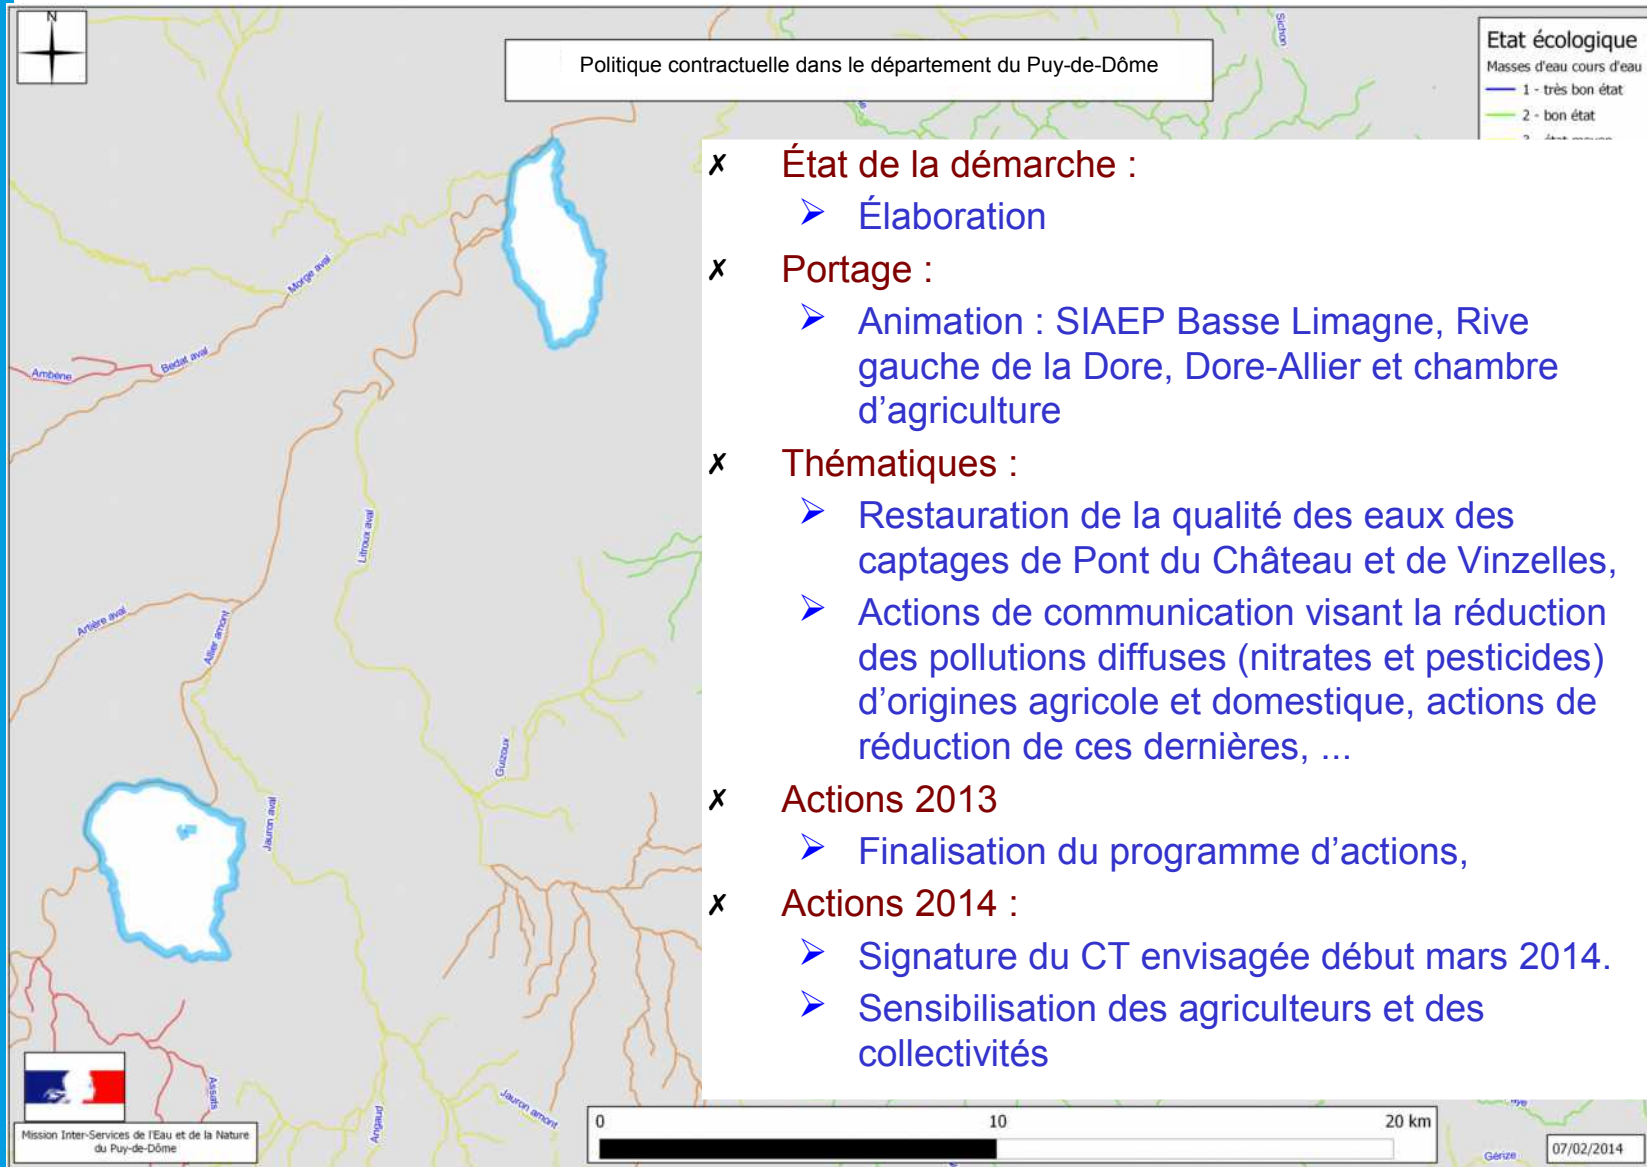 N
Politique contractuelle dans le département du Puy-de-Dôme
Sichon
Etat écologique
Masses d'eau cours d'eau
1 - très bon état
2 - bon état
✗ État de la démarche :
➢ Élaboration
✗ Portage :
➢ Animation : SIAEP Basse Limagne, Rive
gauche de la Dore, Dore-Allier et chambre
d'agriculture
✗ Thématiques :
➢ Restauration de la qualité des eaux des
captages de Pont du Château et de Vinzelles,
➢ Actions de communication visant la réduction
des pollutions diffuses (nitrates et pesticides)
d'origines agricole et domestique, actions de
réduction de ces dernières, ...
✗ Actions 2013
➢ Finalisation du programme d'actions,
✗ Actions 2014 :
➢ Signature du CT envisagée début mars 2014.
➢ Sensibilisation des agriculteurs et des
collectivités
Morge aval
Bedat aval
Ambène
Litroux aval
Artière aval
Allier amont
Guizoux
Jauron aval
Assats
Angaud
Jauron amont
Mission Inter-Services de l'Eau et de la Nature
du Puy-de-Dôme
0 10 20 km
Gérize
07/02/2014